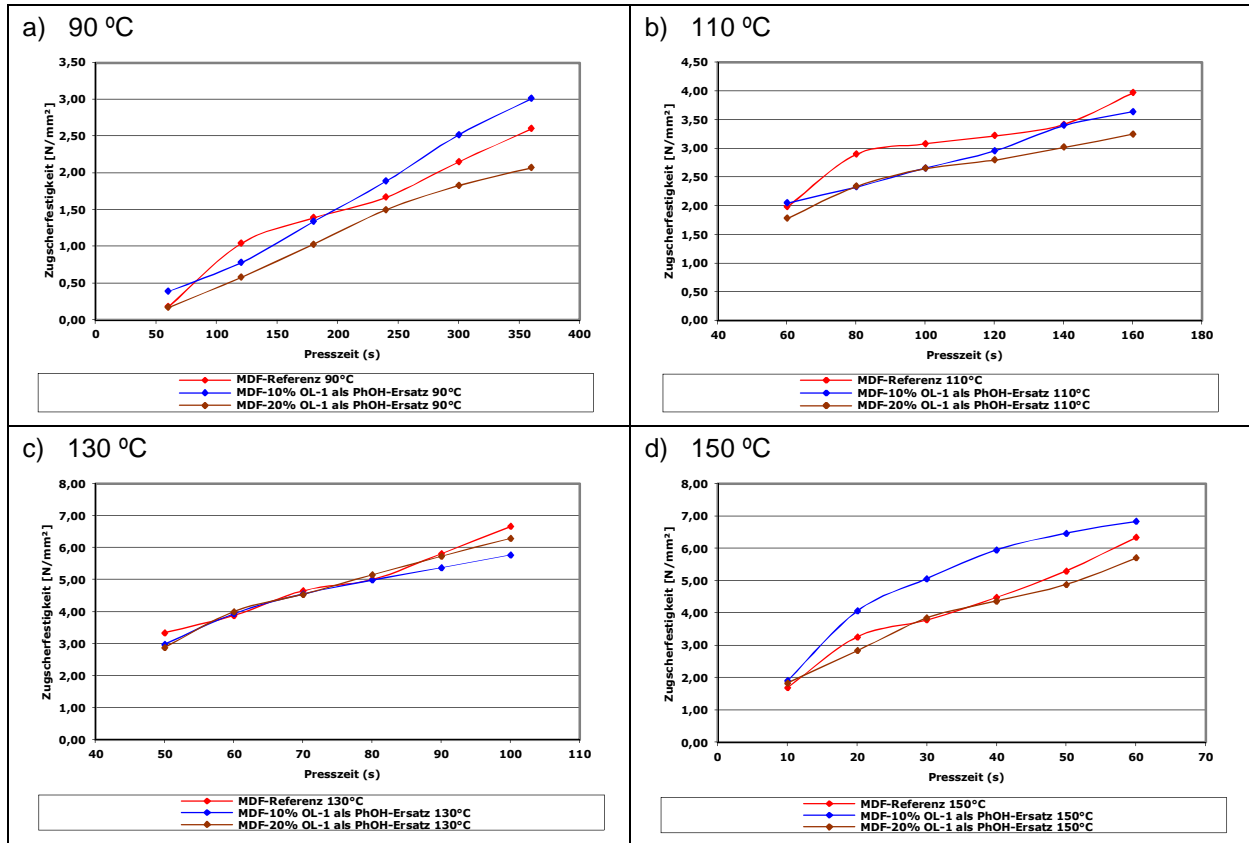 a) 90 ºC
Zugscherfestigkeit [N/mm²]
3,50
3,00
2,50
2,00
1,50
1,00
0,50
0,00
0 50 100 150 200 250 300 350 400
Presszeit (s)
MDF-Referenz 90°C
MDF-10% OL-1 als PhOH-Ersatz 90°C
MDF-20% OL-1 als PhOH-Ersatz 90°C
b) 110 ºC
Zugscherfestigkeit [N/mm²]
4,50
4,00
3,50
3,00
2,50
2,00
1,50
1,00
0,50
0,00
40 60 80 100 120 140 160 180
Presszeit (s)
MDF-Referenz 110°C
MDF-10% OL-1 als PhOH-Ersatz 110°C
MDF-20% OL-1 als PhOH-Ersatz 110°C
c) 130 ºC
Zugscherfestigkeit [N/mm²]
8,00
7,00
6,00
5,00
4,00
3,00
2,00
1,00
0,00
40 50 60 70 80 90 100 110
Presszeit (s)
MDF-Referenz 130°C
MDF-10% OL-1 als PhOH-Ersatz 130°C
MDF-20% OL-1 als PhOH-Ersatz 130°C
d) 150 ºC
Zugscherfestigkeit [N/mm²]
8,00
7,00
6,00
5,00
4,00
3,00
2,00
1,00
0,00
0 10 20 30 40 50 60 70
Presszeit (s)
MDF-Referenz 150°C
MDF-10% OL-1 als PhOH-Ersatz 150°C
MDF-20% OL-1 als PhOH-Ersatz 150°C